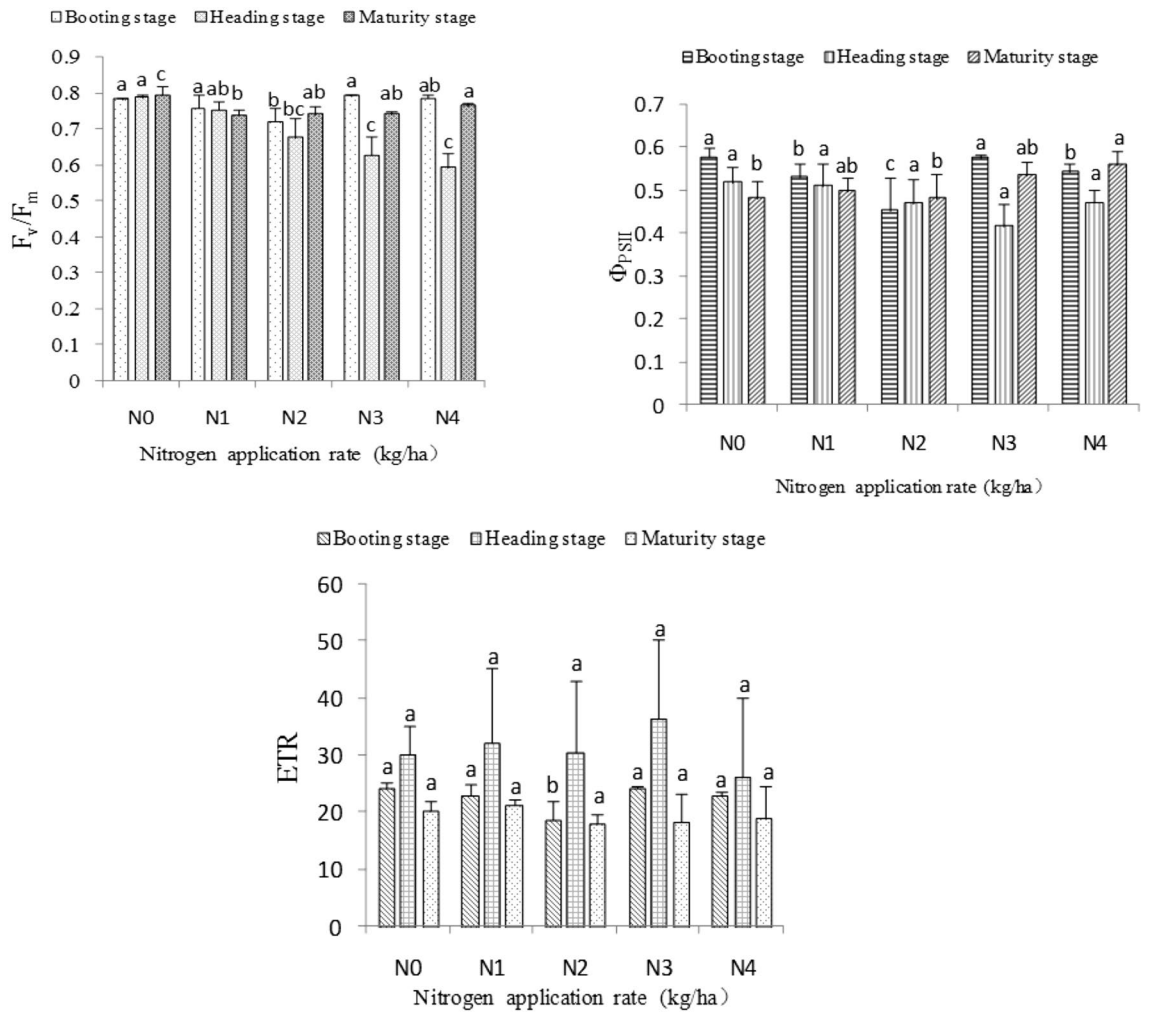 Booting stage Heading stage Maturity stage
0.9
0.8
0.7
0.6
0.5
0.4
0.3
0.2
0.1
0
Fv/Fm
a a c a ab b b bc ab a c ab ab c a
N0 N1 N2 N3 N4
Nitrogen application rate (kg/ha)
Booting stage Heading stage Maturity stage
0.7
0.6
0.5
0.4
0.3
0.2
0.1
0
ΦPSII
a a b b a ab c a b a a ab b a a
N0 N1 N2 N3 N4
Nitrogen application rate (kg/ha)
Booting stage Heading stage Maturity stage
60
50
40
30
20
10
0
ETR
a a a a a a b a a a a a a a a
N0 N1 N2 N3 N4
Nitrogen application rate (kg/ha)